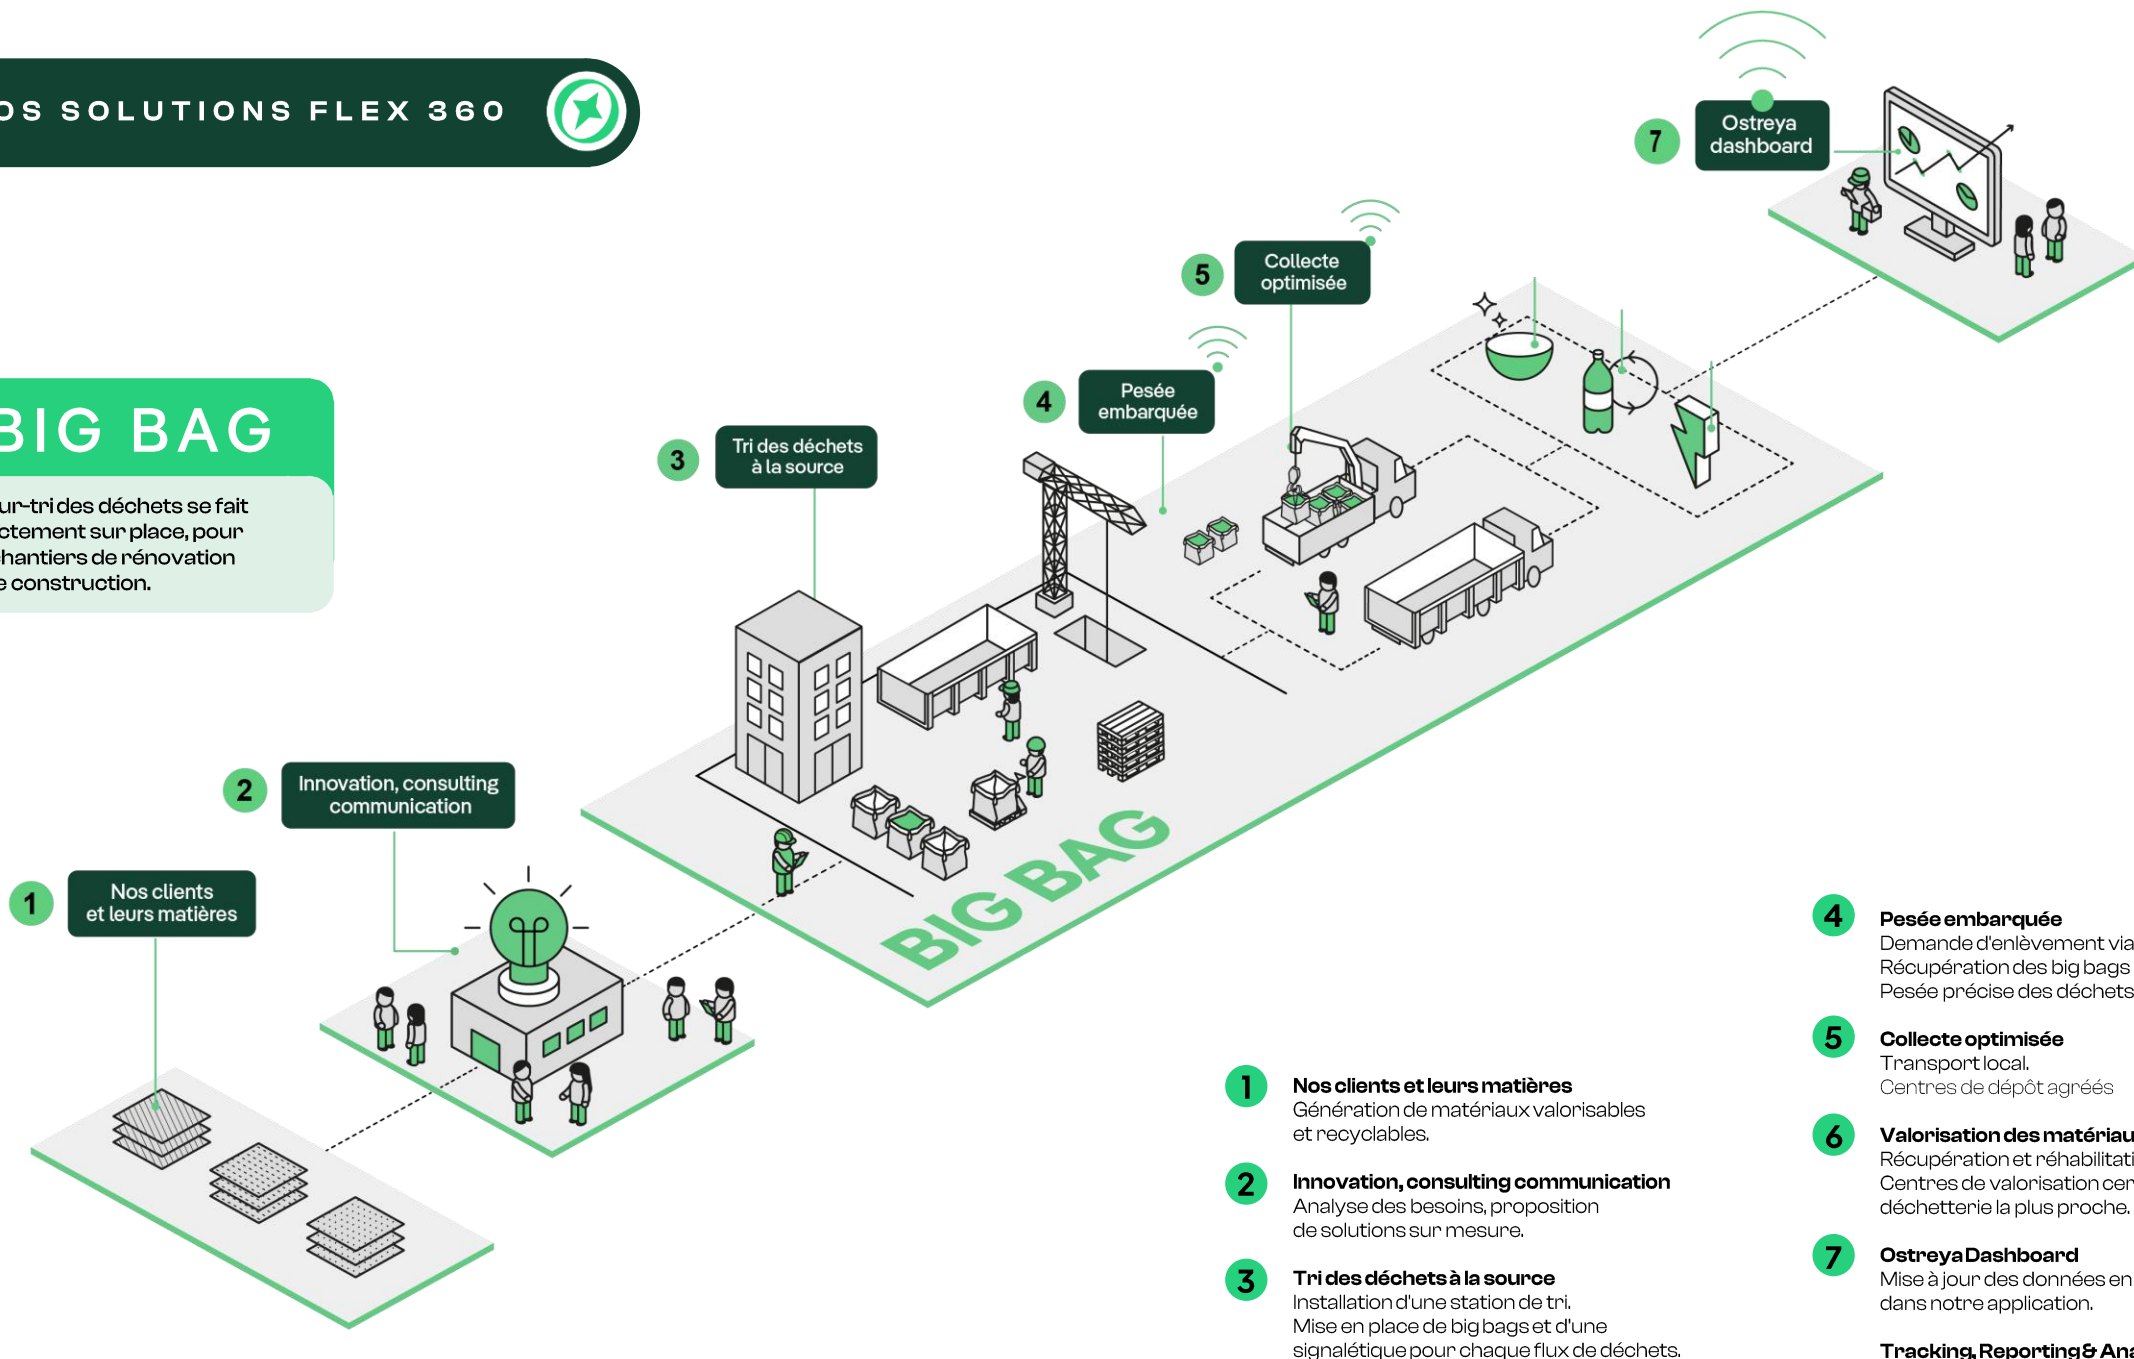 OS SOLUTIONS FLEX 360
BIG BAG
ur-tri des déchets se fait
ctement sur place, pour
hantiers de rénovation
e construction.
1
Nos clients
et leurs matières
2
Innovation, consulting
communication
3
Tri des déchets
à la source
4
Pesée
embarquée
5
Collecte
optimisée
7
Ostreya
dashboard
BIG BAG
1
Nos clients et leurs matières
Génération de matériaux valorisables
et recyclables.
2
Innovation, consulting communication
Analyse des besoins, proposition
de solutions sur mesure.
3
Tri des déchets à la source
Installation d'une station de tri.
Mise en place de big bags et d'une
signalétique pour chaque flux de déchets.
4
Pesée embarquée
Demande d'enlèvement via
Récupération des big bags
Pesée précise des déchets
5
Collecte optimisée
Transport local.
Centres de dépôt agréés
6
Valorisation des matériau
Récupération et réhabilitati
Centres de valorisation cer
déchetterie la plus proche.
7
Ostreya Dashboard
Mise à jour des données en
dans notre application.
Tracking, Reporting & Ana